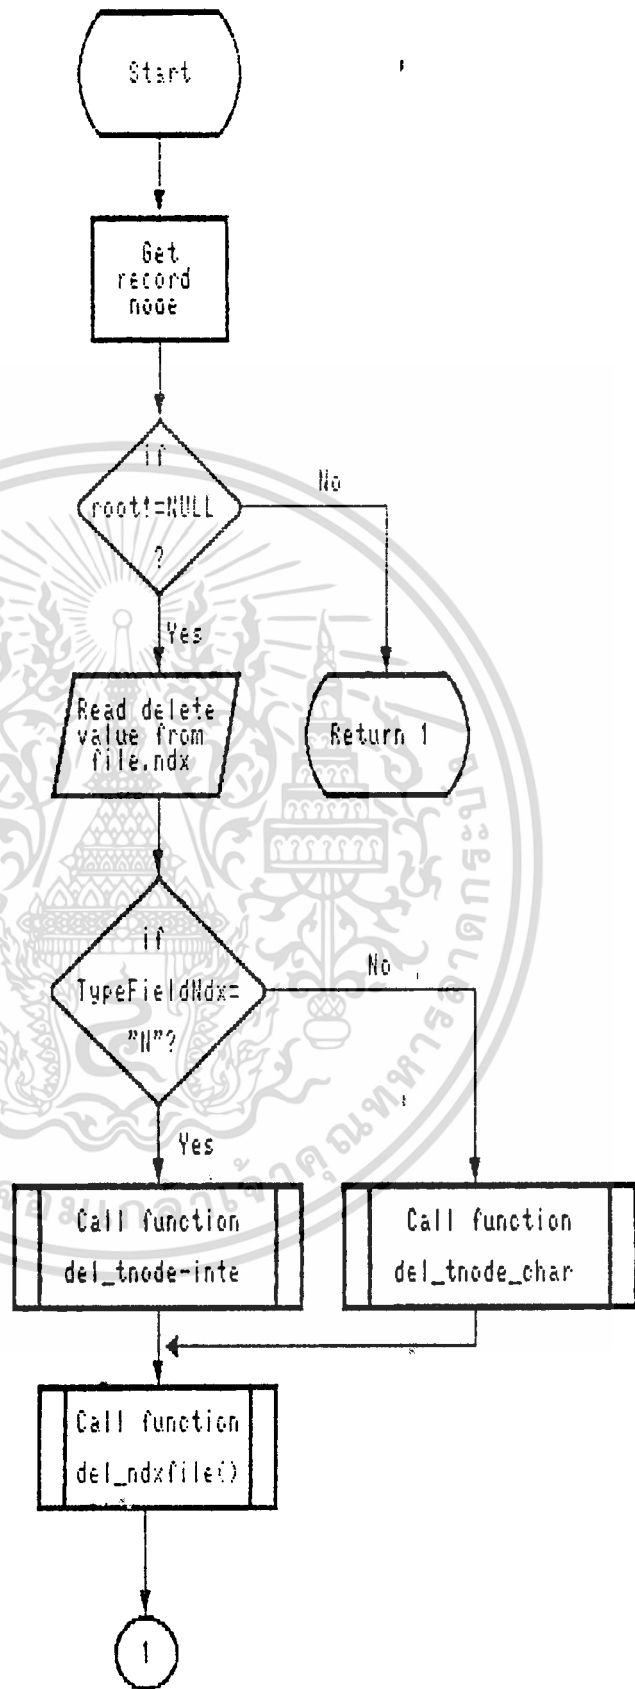 Start
Get
record
node
if
root!=NULL
?
No
Yes
Read delete
value from
file.ndx
Return 1
if
TypeFieldNdx=
"N"?
No
Yes
Call function
del_tnode-inte
Call function
del_tnode_char
Call function
del_ndxfile()
1